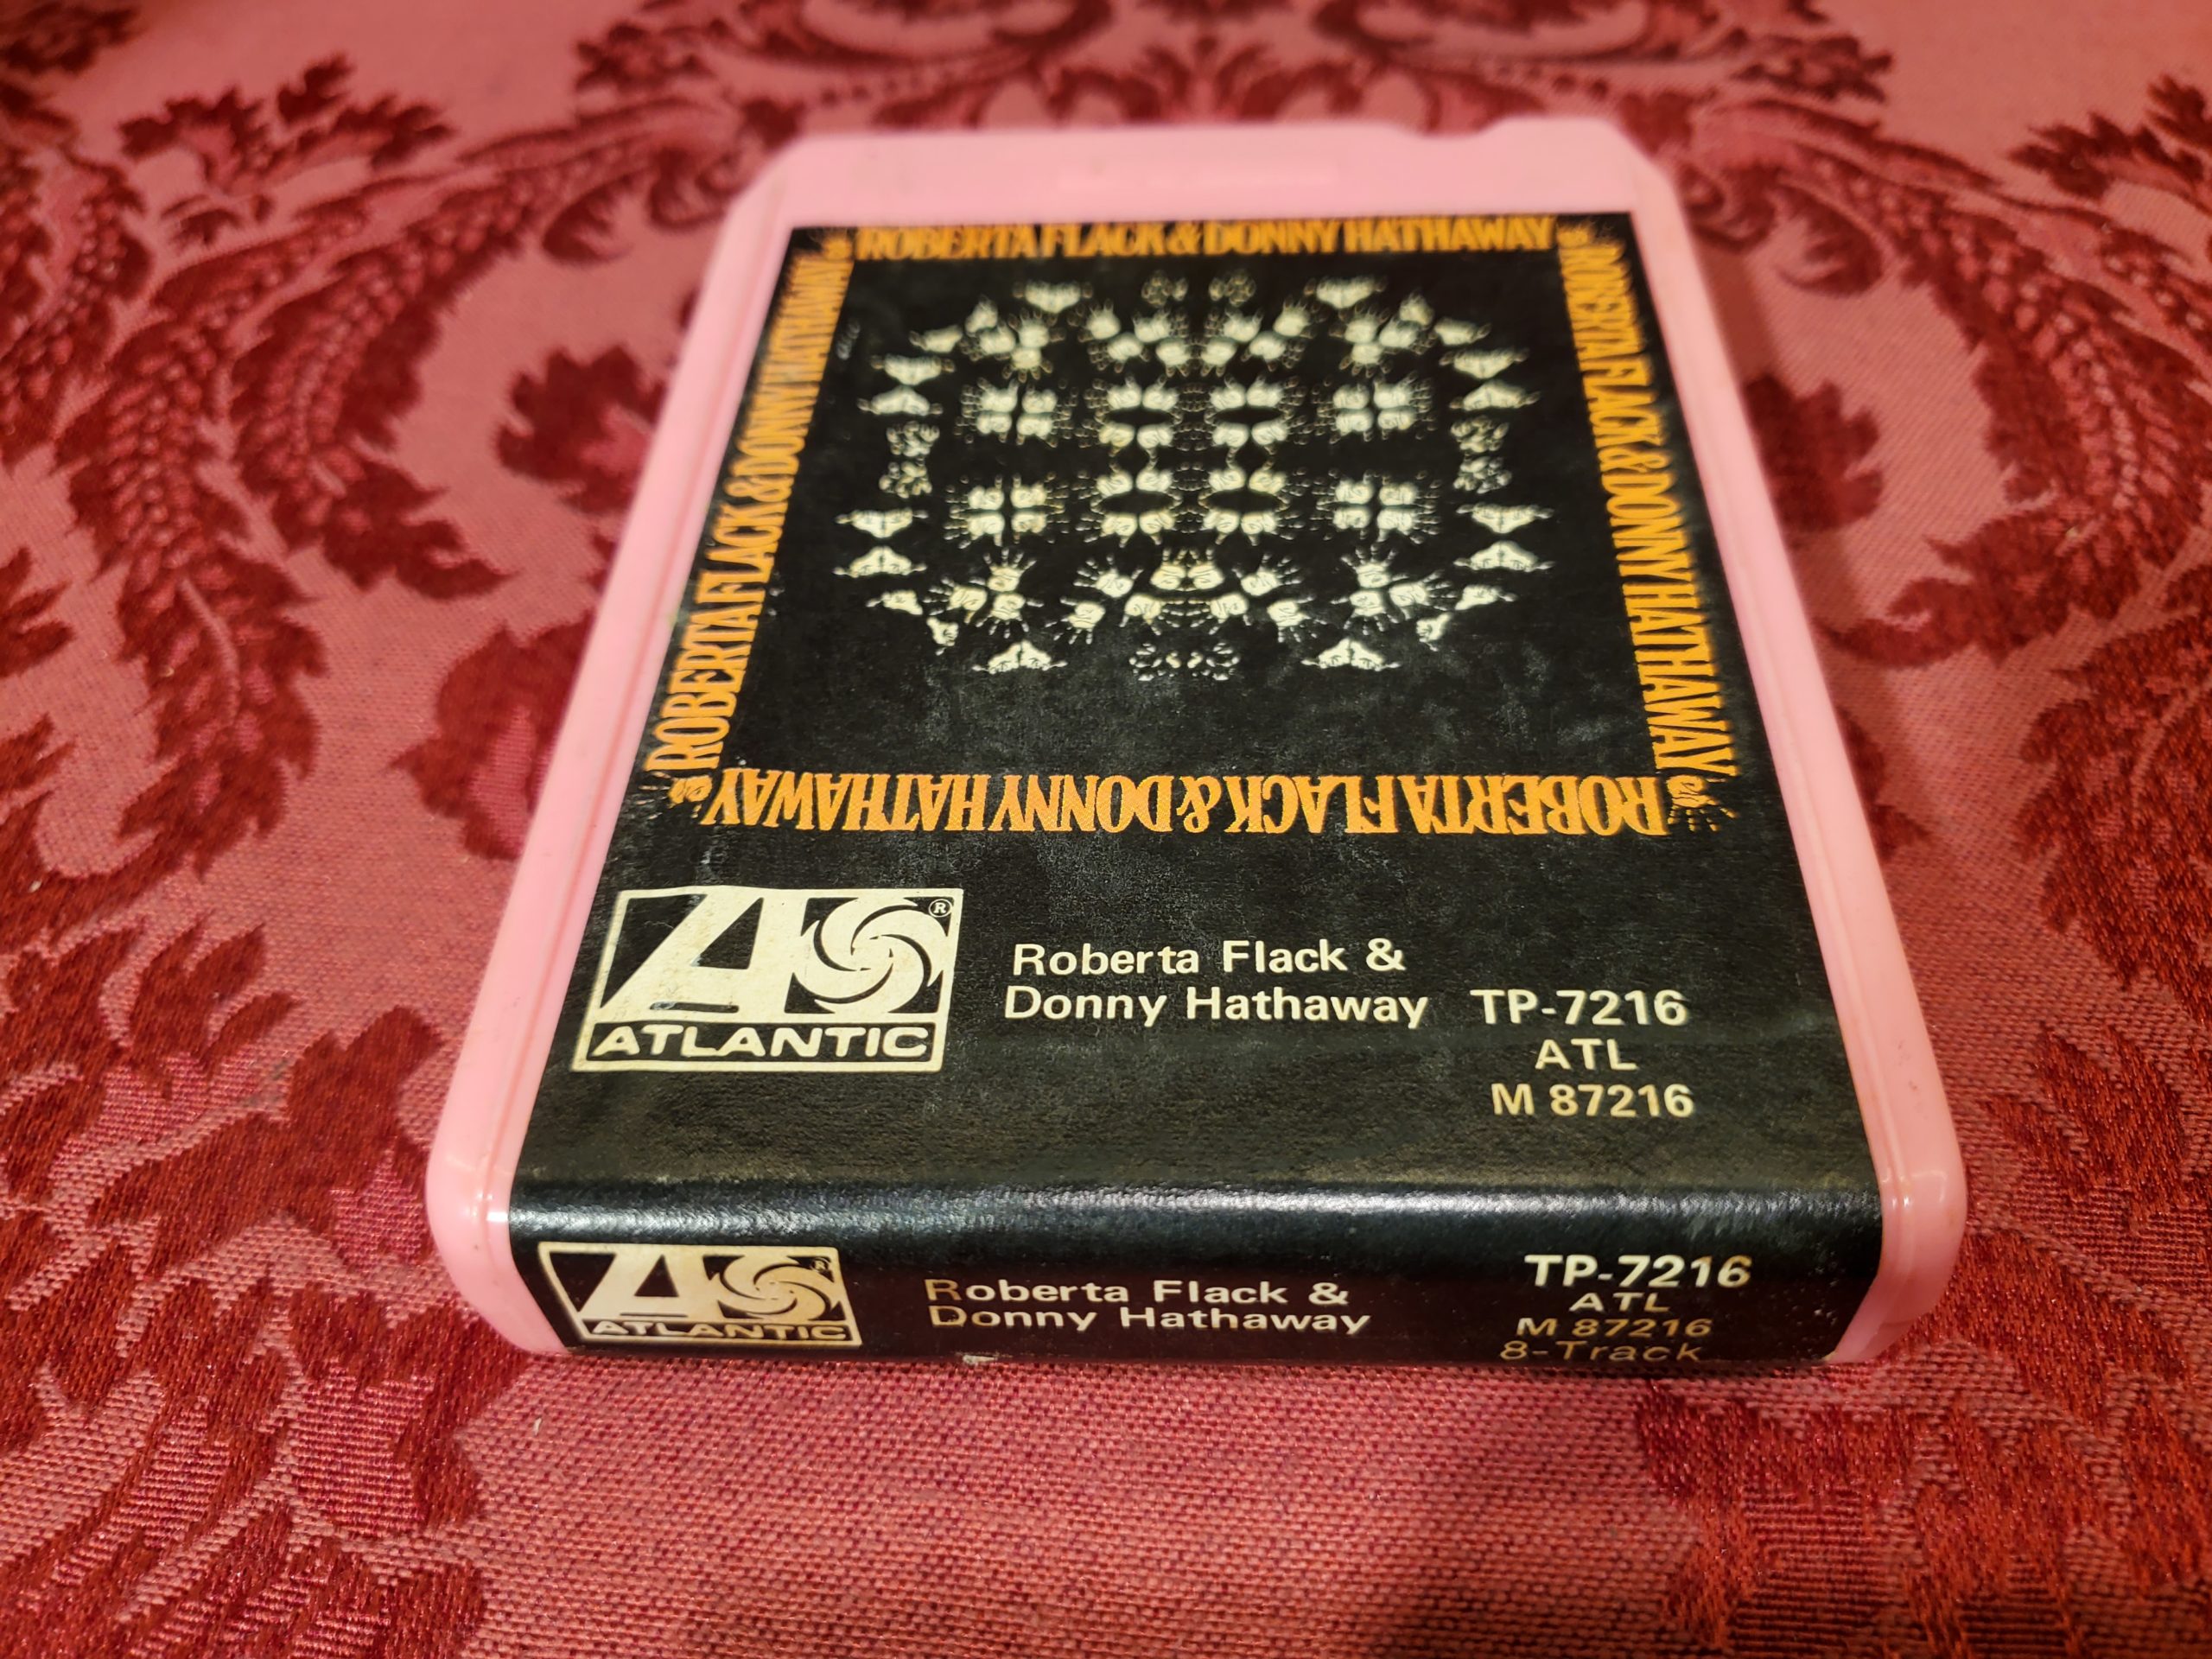 ROBERTA FLACK & DONNY HATHAWAY
ROBERTA FLACK & DONNY HATHAWAY
ROBERTA FLACK & DONNY HATHAWAY
ROBERTA FLACK & DONNY HATHAWAY
®
ATLANTIC
Roberta Flack &
Donny Hathaway TP-7216
ATL
M 87216
®
ATLANTIC
Roberta Flack &
Donny Hathaway
TP-7216
ATL
M 87216
8-Track